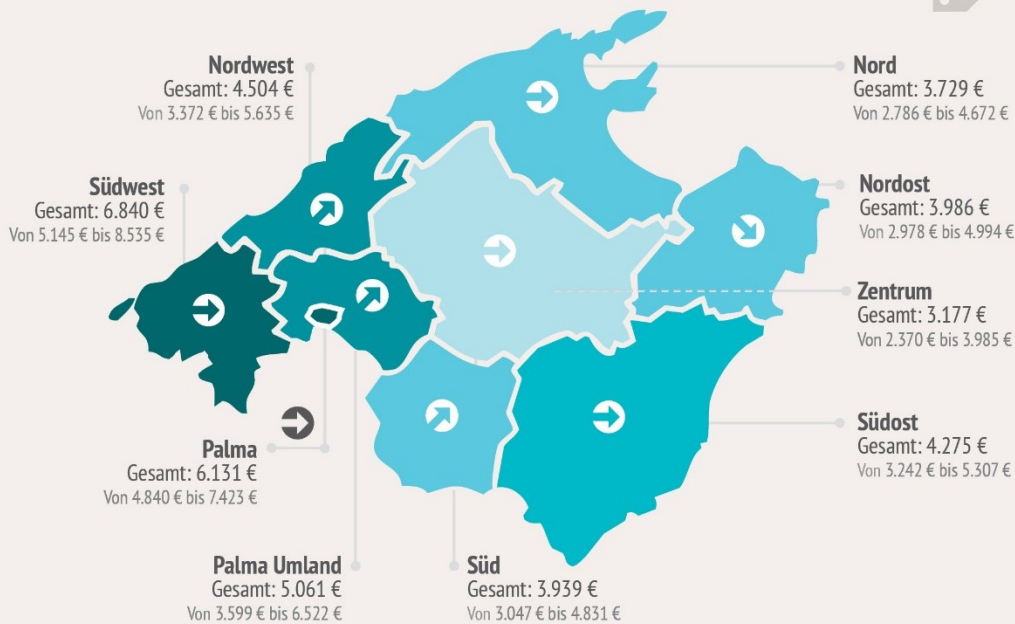 Nordwest
Gesamt: 4.504 €
Von 3.372 € bis 5.635 €
Südwest
Gesamt: 6.840 €
Von 5.145 € bis 8.535 €
Palma
Gesamt: 6.131 €
Von 4.840 € bis 7.423 €
Palma Umland
Gesamt: 5.061 €
Von 3.599 € bis 6.522 €
Süd
Gesamt: 3.939 €
Von 3.047 € bis 4.831 €
Nord
Gesamt: 3.729 €
Von 2.786 € bis 4.672 €
Nordost
Gesamt: 3.986 €
Von 2.978 € bis 4.994 €
Zentrum
Gesamt: 3.177 €
Von 2.370 € bis 3.985 €
Südost
Gesamt: 4.275 €
Von 3.242 € bis 5.307 €